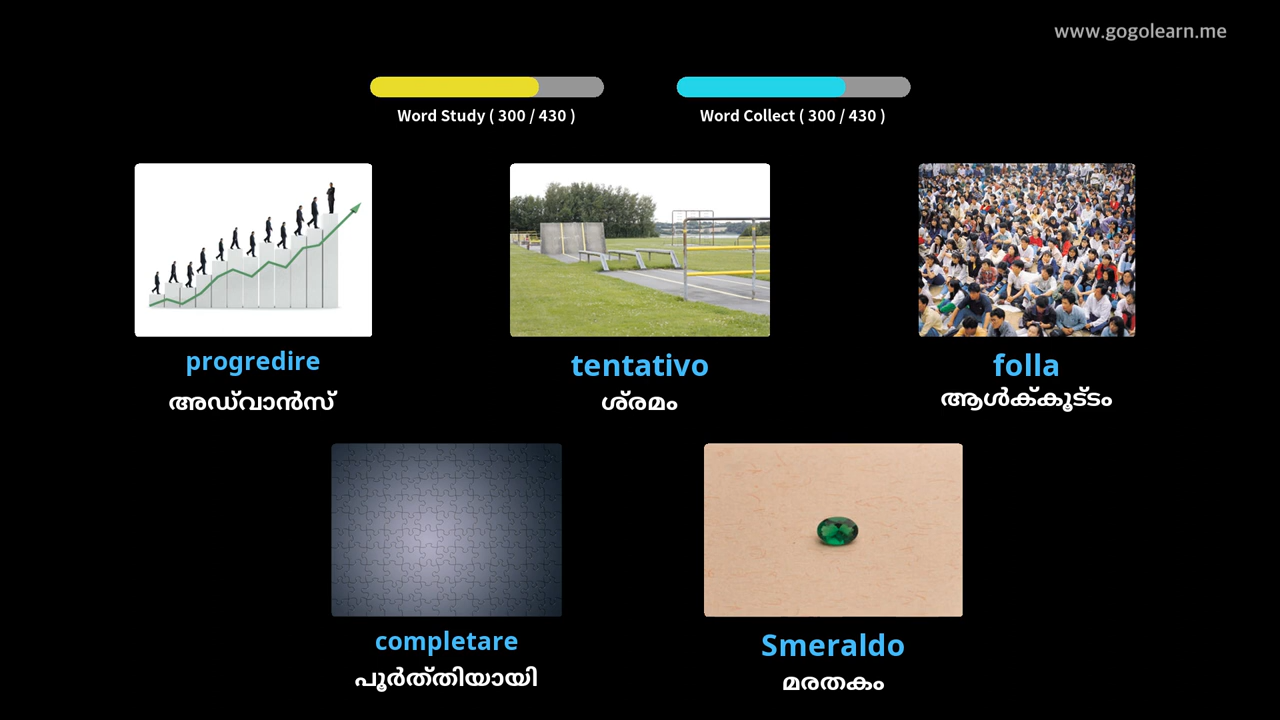 www.gogolearn.me
Word Study ( 300 / 430 )
Word Collect ( 300 / 430 )
progredire
അഡ്വാൻസ്
tentativo
ശ്രമം
folla
ആൾക്കൂട്ടം
completare
പൂർത്തിയായി
Smeraldo
മരതകം